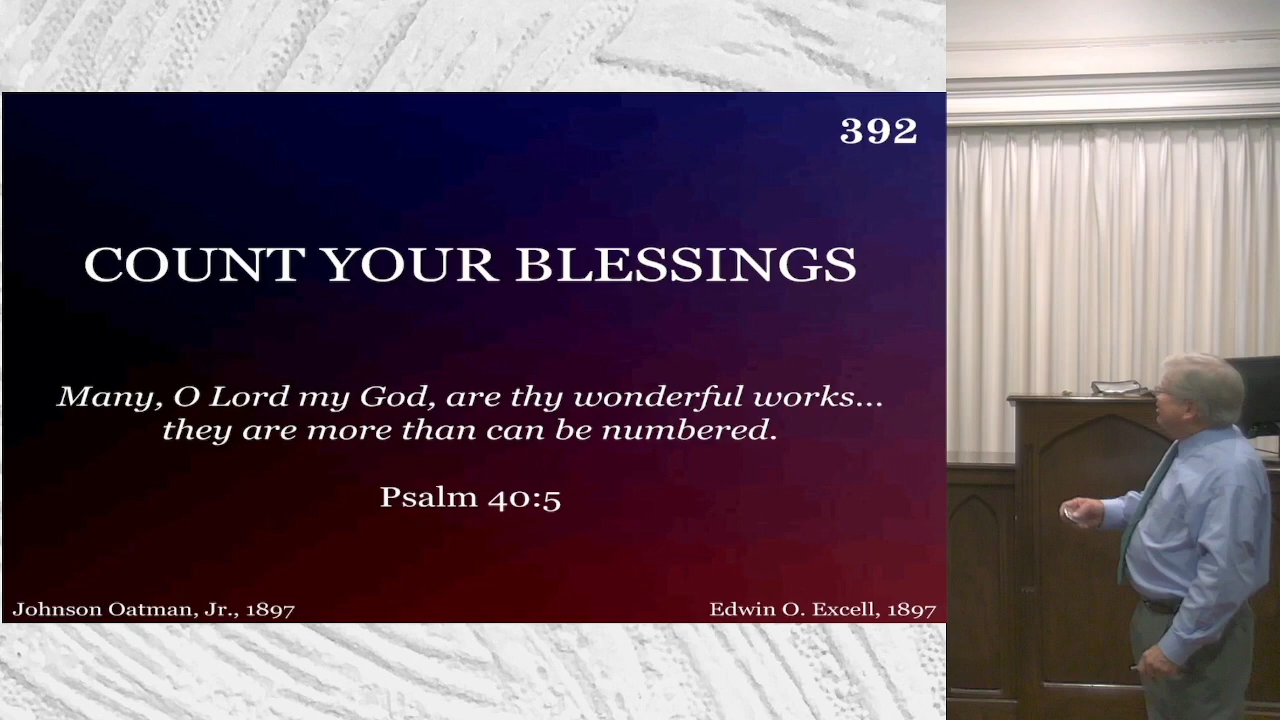 392
COUNT YOUR BLESSINGS
Many, O Lord my God, are thy wonderful works...
they are more than can be numbered.
Psalm 40:5
Johnson Oatman, Jr., 1897
Edwin O. Excell, 1897